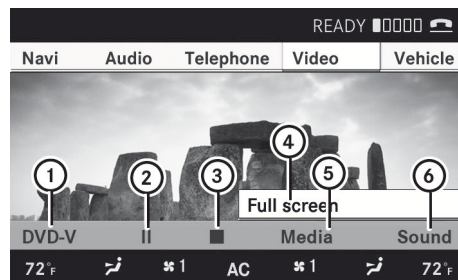 READY
Navi Audio Telephone Video Vehicle
4
1 2 3 5 6
Full screen
DVD-V II Media Sound
72°F 1 AC 1 72°F